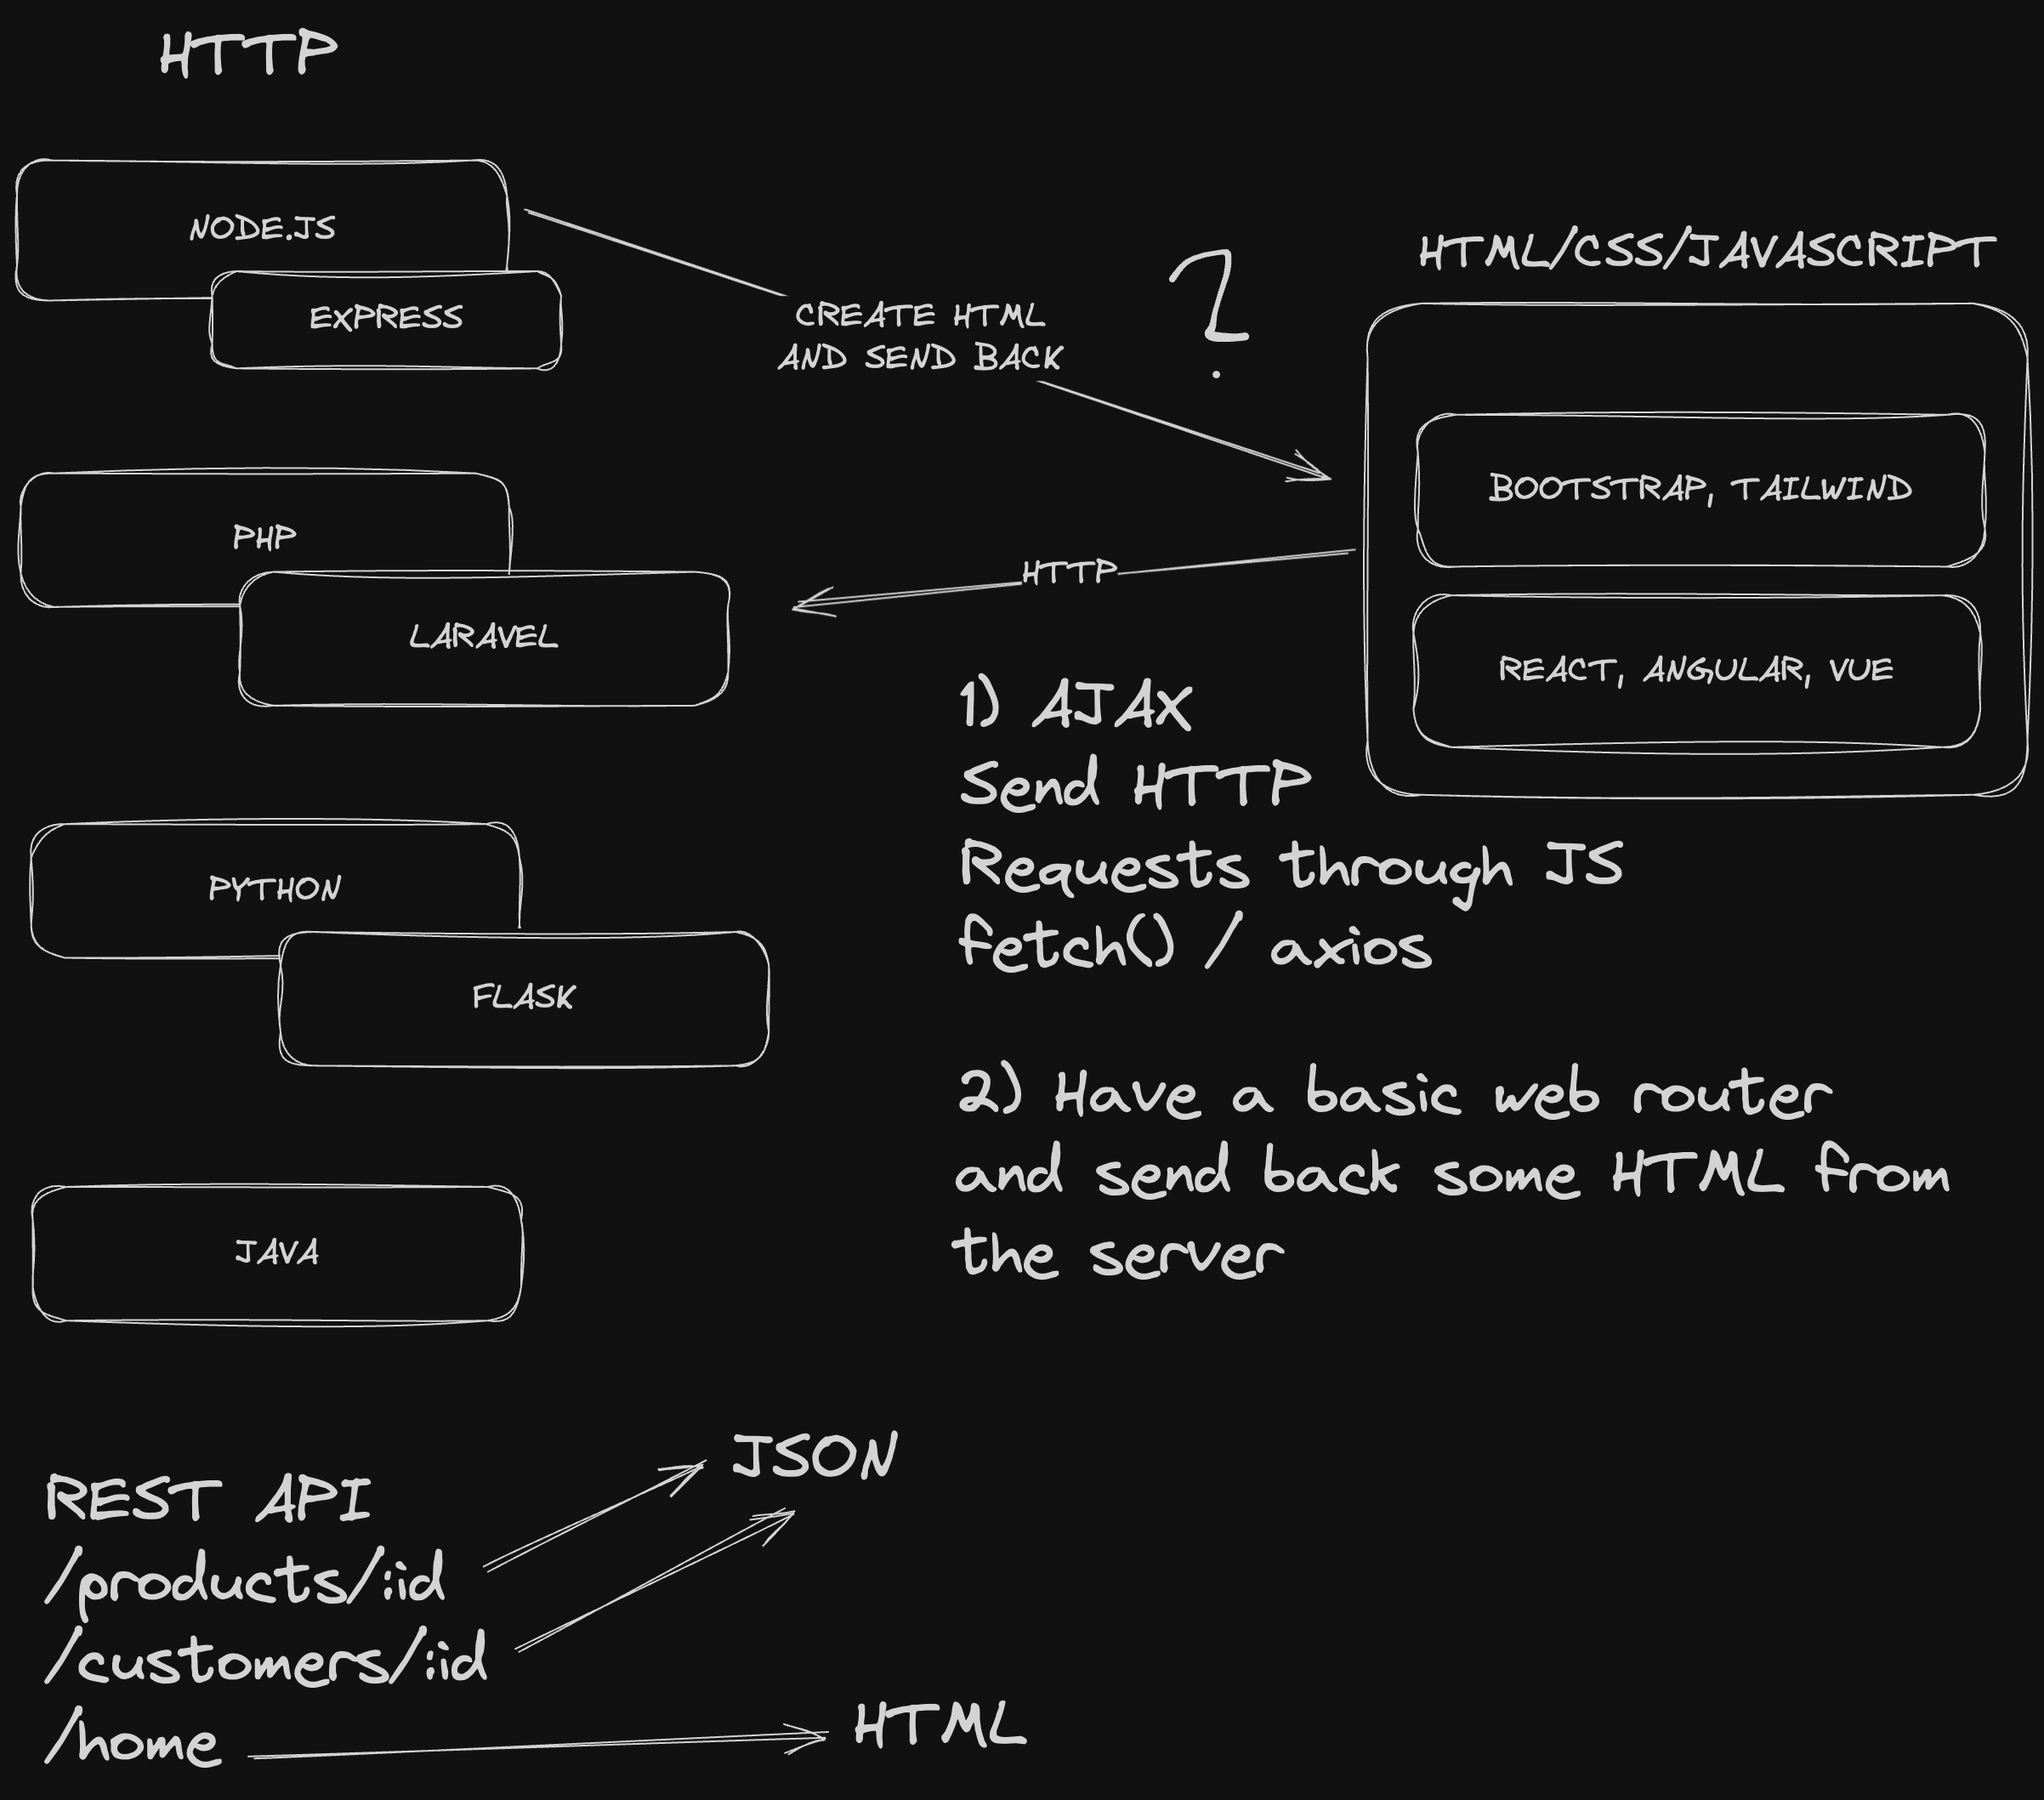 HTTP
NODE.JS
EXPRESS
CREATE HTML
AND SEND BACK
?
HTML/CSS/JAVASCRIPT
BOOTSTRAP, TAILWIND
REACT, ANGULAR, VUE
PHP
LARAVEL
HTTP
1) AJAX
Send HTTP
Requests through JS
fetch() / axios
PYTHON
FLASK
2) Have a basic web router
and send back some HTML from
the server
JAVA
REST API
/products/:id
/customers/:id
/home
JSON
HTML